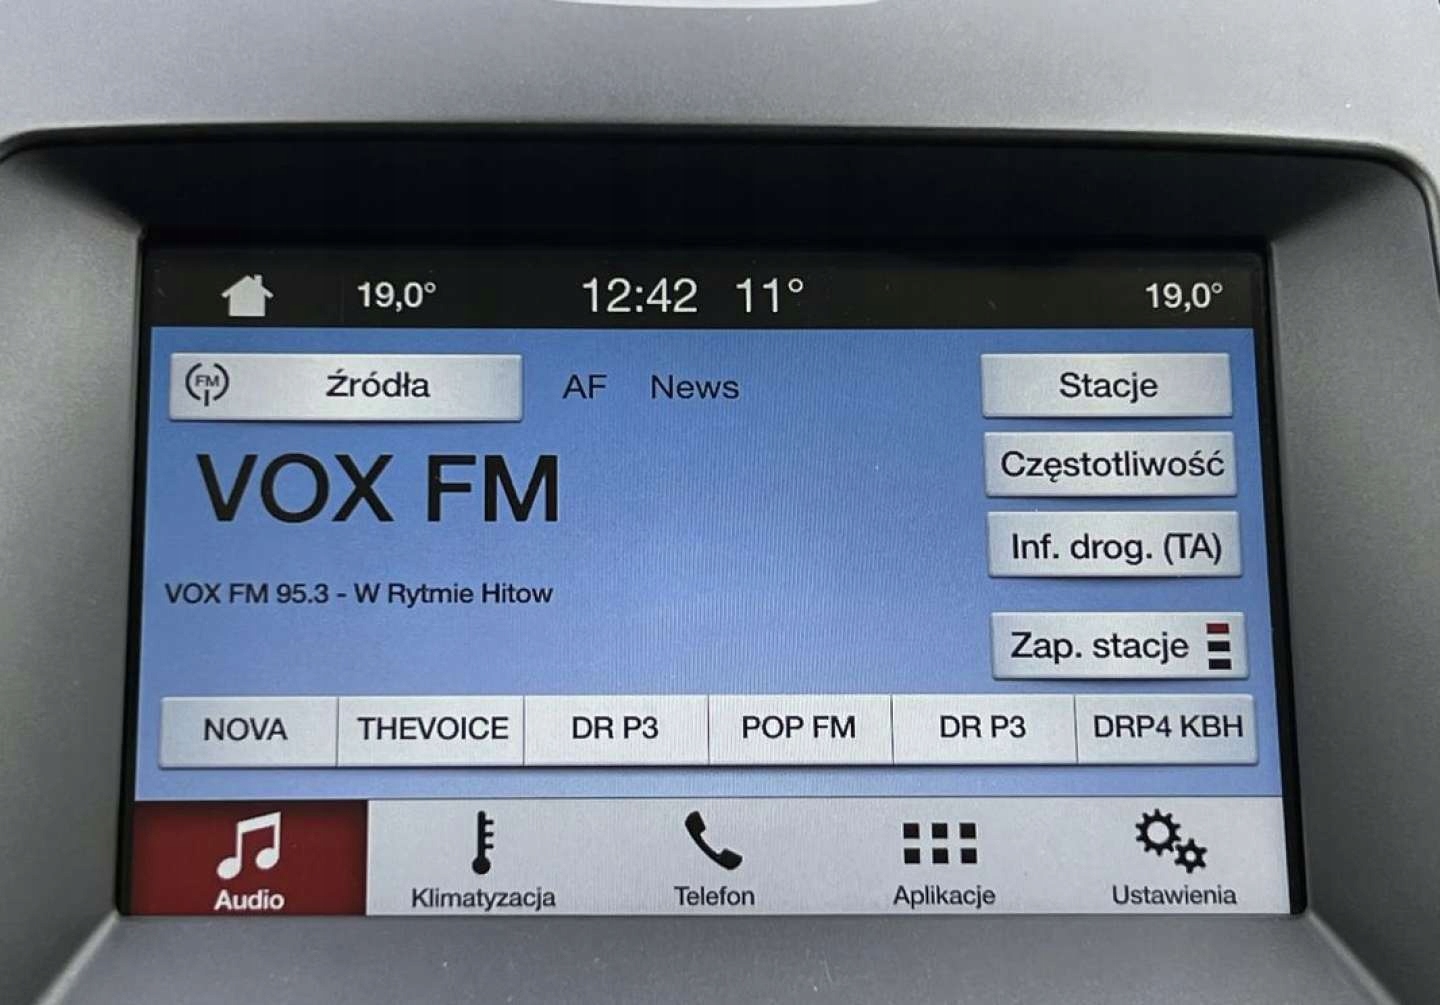 19,0° 12:42 11° 19,0°
FM Źródła AF News Stacje
VOX FM
Częstotliwość
Inf. drog. (TA)
VOX FM 95.3 - W Rytmie Hitow
Zap. stacje
NOVA THEVOICE DR P3 POP FM DR P3 DRP4 KBH
Audio Klimatyzacja Telefon Aplikacje Ustawienia